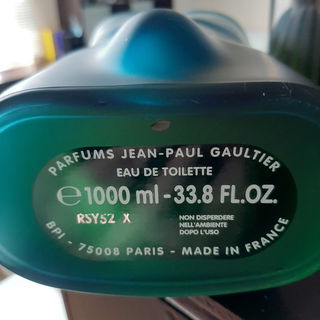 PARFUMS JEAN-PAUL GAULTIER
EAU DE TOILETTE
℮1000 ml - 33.8 FL.OZ.
RSY52 X
NON DISPERDERE
NELL'AMBIENTE
DOPO L'USO
BPI - 75008 PARIS - MADE IN FRANCE